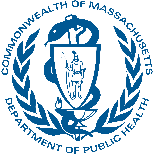 COMMONWEALTH OF MASSACHUSETTS
DEPARTMENT OF PUBLIC HEALTH